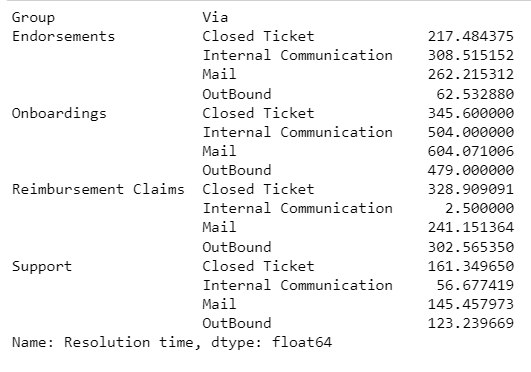 Group Via
Endorsements Closed Ticket 217.484375
Internal Communication 308.515152
Mail 262.215312
OutBound 62.532880
Onboardings Closed Ticket 345.600000
Internal Communication 504.000000
Mail 604.071006
OutBound 479.000000
Reimbursement Claims Closed Ticket 328.909091
Internal Communication 2.500000
Mail 241.151364
OutBound 302.565350
Support Closed Ticket 161.349650
Internal Communication 56.677419
Mail 145.457973
OutBound 123.239669
Name: Resolution time, dtype: float64